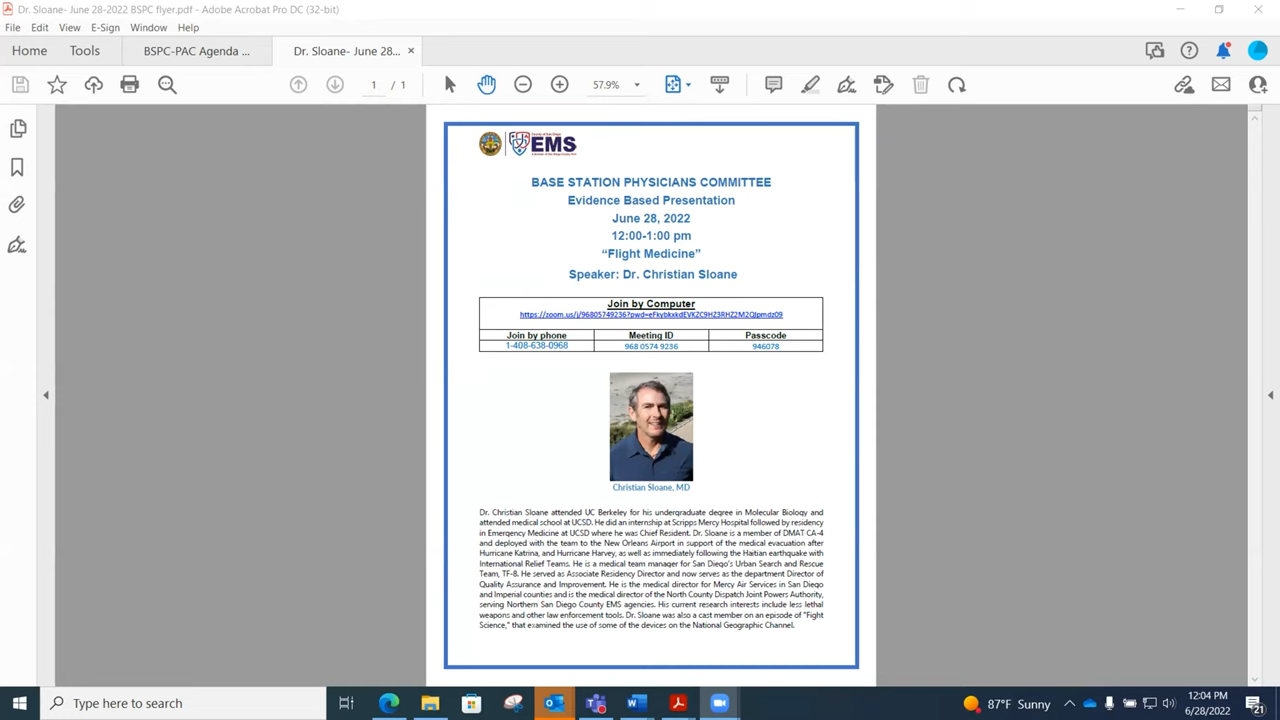 Dr. Sloane- June 28-2022 BSPC flyer.pdf - Adobe Acrobat Pro DC (32-bit)
File Edit View E-Sign Window Help
Home Tools BSPC-PAC Agenda ... Dr. Sloane- June 28... ×
1 / 1 57.9%
EMS
BASE STATION PHYSICIANS COMMITTEE
Evidence Based Presentation
June 28, 2022
12:00-1:00 pm
“Flight Medicine”
Speaker: Dr. Christian Sloane
Join by Computer
Join by phone Meeting ID Passcode
1-408-638-0968 968 0574 9236 946078
Christian Sloane, MD
Dr. Christian Sloane attended UC Berkeley for his undergraduate degree in Molecular Biology and
attended medical school at UCSD. He did an internship at Scripps Mercy Hospital followed by residency
in Emergency Medicine at UCSD where he was Chief Resident. Dr. Sloane is a member of DMAT CA-4
and deployed with the team to the New Orleans Airport in support of the medical evacuation after
Hurricane Katrina, and Hurricane Harvey, as well as immediately following the Haitian earthquake with
International Relief Teams. He is a medical team manager for San Diego's Urban Search and Rescue
Team, TF-8. He served as Associate Residency Director and now serves as the department Director of
Quality Assurance and Improvement. He is the medical director for Mercy Air Services in San Diego
and Imperial counties and is the medical director of the North County Dispatch Joint Powers Authority,
serving Northern San Diego County EMS agencies. His current research interests include less lethal
weapons and other law enforcement tools. Dr. Sloane was also a cast member on an episode of "Fight
Science," that examined the use of some of the devices on the National Geographic Channel.
Type here to search
87°F Sunny
12:04 PM
6/28/2022
21